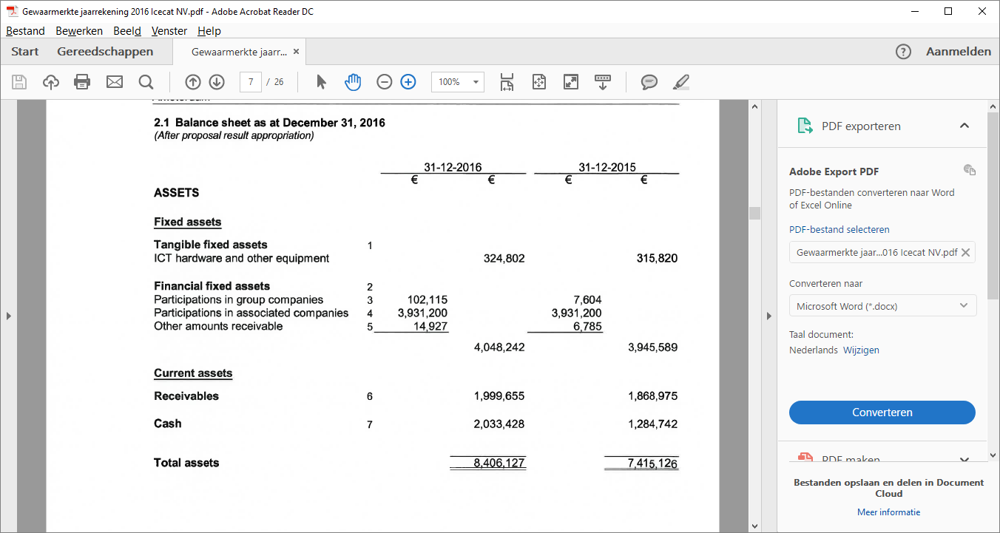 Gewaarmerkte jaarrekening 2016 Icecat NV.pdf - Adobe Acrobat Reader DC
Bestand Bewerken Beeld Venster Help
Start Gereedschappen Gewaarmerkte jaarr... × ? Aanmelden
7 / 26 100%
Amsterdam
2.1 Balance sheet as at December 31, 2016
(After proposal result appropriation)
31-12-2016 31-12-2015
€ € € €
ASSETS
Fixed assets
Tangible fixed assets 1
ICT hardware and other equipment 324,802 315,820
Financial fixed assets 2
Participations in group companies 3 102,115 7,604
Participations in associated companies 4 3,931,200 3,931,200
Other amounts receivable 5 14,927 6,785
4,048,242 3,945,589
Current assets
Receivables 6 1,999,655 1,868,975
Cash 7 2,033,428 1,284,742
Total assets 8,406,127 7,415,126
PDF exporteren
Adobe Export PDF
PDF-bestanden converteren naar Word
of Excel Online
PDF-bestand selecteren
Gewaarmerkte jaar...016 Icecat NV.pdf
Converteren naar
Microsoft Word (*.docx)
Taal document:
Nederlands Wijzigen
Converteren
PDF maken
Bestanden opslaan en delen in Document
Cloud
Meer informatie